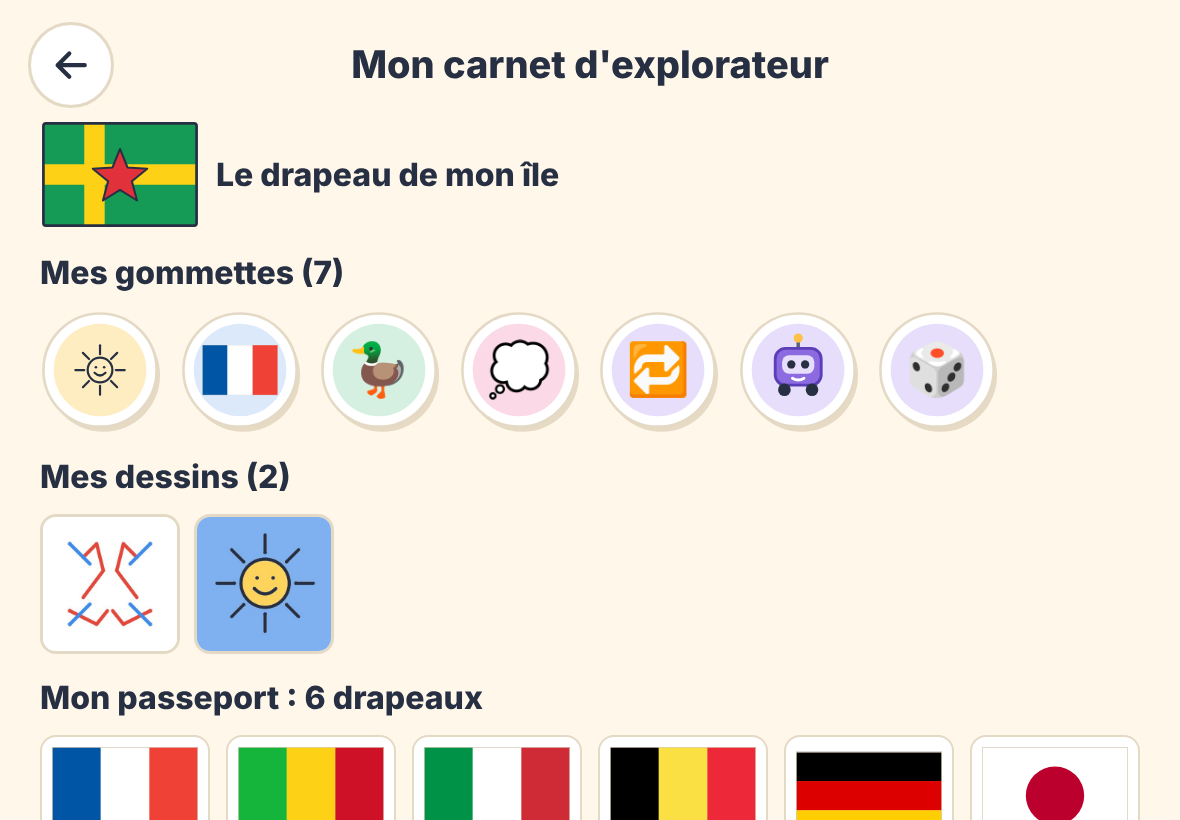 Mon carnet d'explorateur
Le drapeau de mon île
Mes gommettes (7)
Mes dessins (2)
Mon passeport : 6 drapeaux